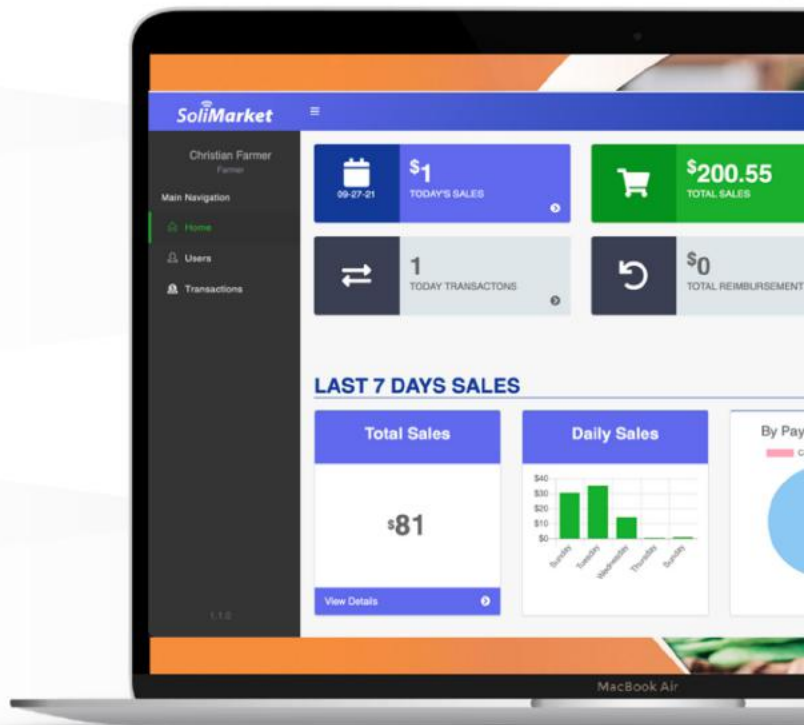 SoliMarket
Christian Farmer
Farmer
Main Navigation
Home
Users
Transactions
1.1.0
09-27-21
$1
TODAY'S SALES
$200.55
TOTAL SALES
1
TODAY TRANSACTONS
$0
TOTAL REIMBURSEMENT
LAST 7 DAYS SALES
Total Sales
$81
View Details
Daily Sales
$40
$30
$20
$10
$0
Sunday
Tuesday
Wednesday
Thursday
Sunday
By Pay
C
MacBook Air